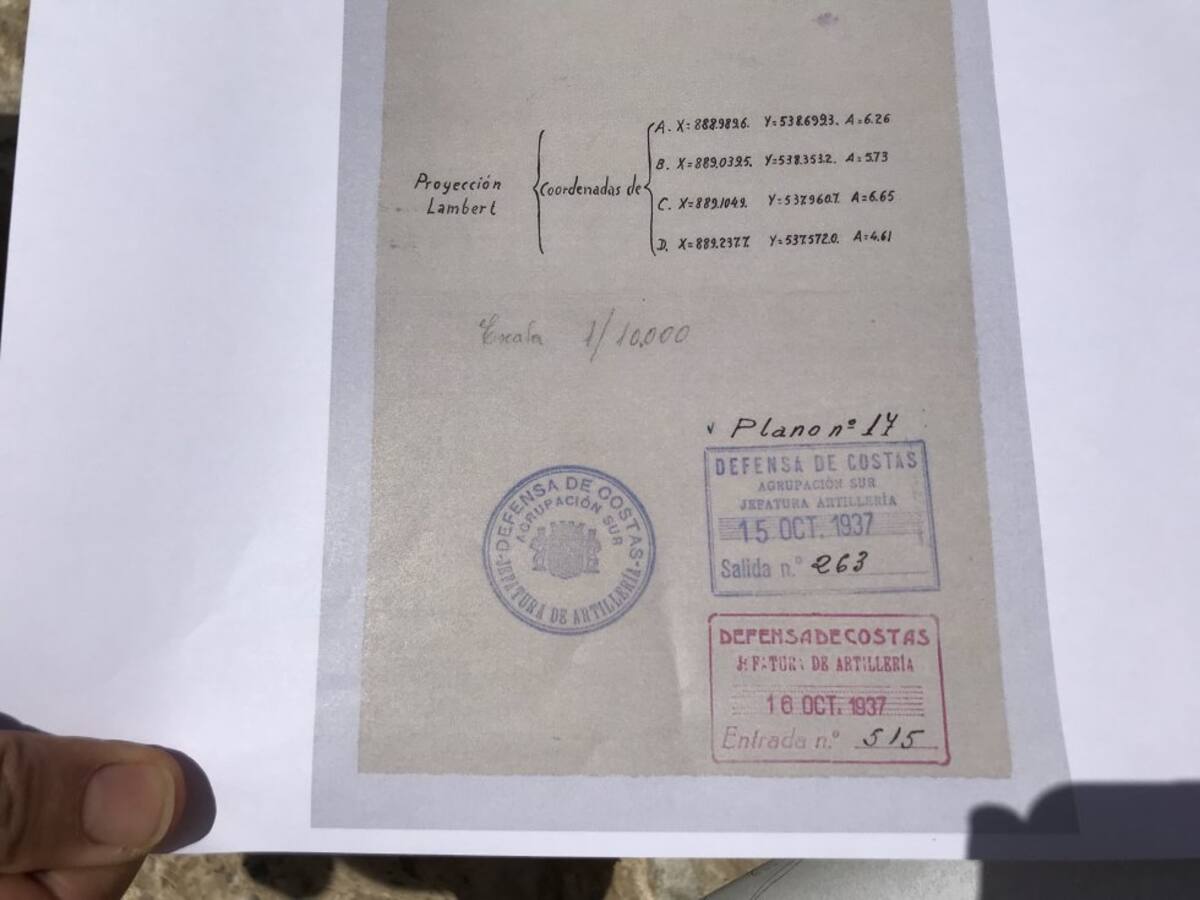 A. X=888.989.6. Y=538.699.3. A=6.26
B. X=889.039.5. Y=538.353.2. A=5.73
Proyección Lambert
Coordenadas de
C. X=889.104.9. Y=537.960.7. A=6.65
D. X=889.237.7. Y=537.572.0. A=4.61
Escala 1/10.000
Plano nº 17
DEFENSA DE COSTAS
AGRUPACIÓN SUR
JEFATURA ARTILLERÍA
15 OCT. 1937
Salida n.º 263
DEFENSA DE COSTAS
AGRUPACIÓN SUR
JEFATURA DE ARTILLERÍA
DEFENSA DE COSTAS
JEFATURA DE ARTILLERÍA
16 OCT. 1937
Entrada n.º 515